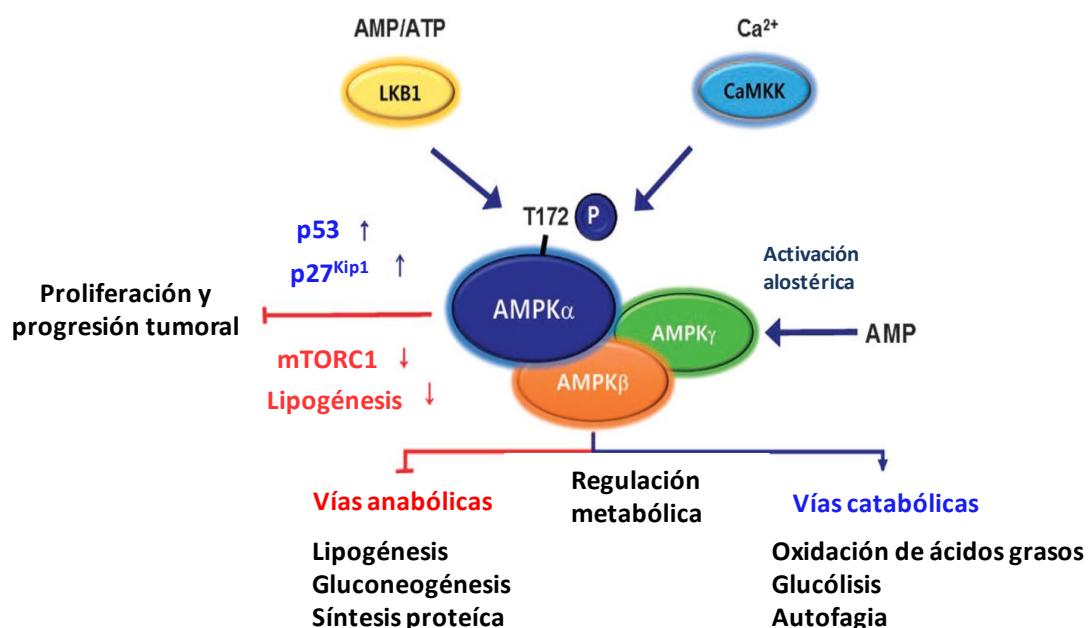 AMP/ATP
Ca²⁺
LKB1
CaMKK
T172 P
p53 ↑
p27ᴷⁱᵖ¹ ↑
Activación
alostérica
Proliferación y
progresión tumoral
AMPKα
AMPKγ
AMP
mTORC1 ↓
Lipogénesis ↓
AMPKβ
Regulación
metabólica
Vías anabólicas
Vías catabólicas
Lipogénesis
Gluconeogénesis
Síntesis proteíca
Oxidación de ácidos grasos
Glucólisis
Autofagia